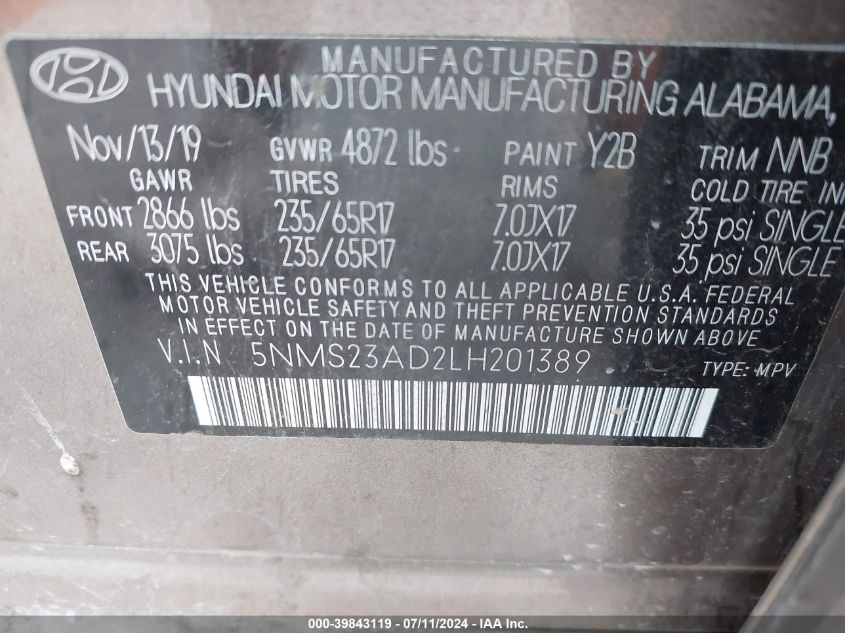 MANUFACTURED BY
HYUNDAI MOTOR MANUFACTURING ALABAMA,
Nov/13/19 GVWR 4872 lbs PAINT Y2B TRIM NNB
GAWR TIRES RIMS COLD TIRE IN
FRONT 2866 lbs 235/65R17 7.0JX17 35 psi SINGLE
REAR 3075 lbs 235/65R17 7.0JX17 35 psi SINGLE
THIS VEHICLE CONFORMS TO ALL APPLICABLE U.S.A. FEDERAL
MOTOR VEHICLE SAFETY AND THEFT PREVENTION STANDARDS
IN EFFECT ON THE DATE OF MANUFACTURE SHOWN ABOVE
V.I.N 5NMS23AD2LH201389 TYPE: MPV
000-39843119 - 07/11/2024 - IAA, Inc.